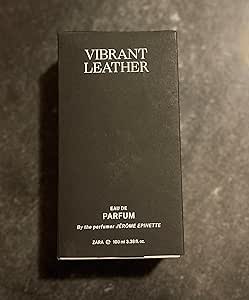 VIBRANT
LEATHER
EAU DE
PARFUM
By the perfumer JÉRÔME EPINETTE
ZARA ℮ 100 ml 3.38 fl. oz.